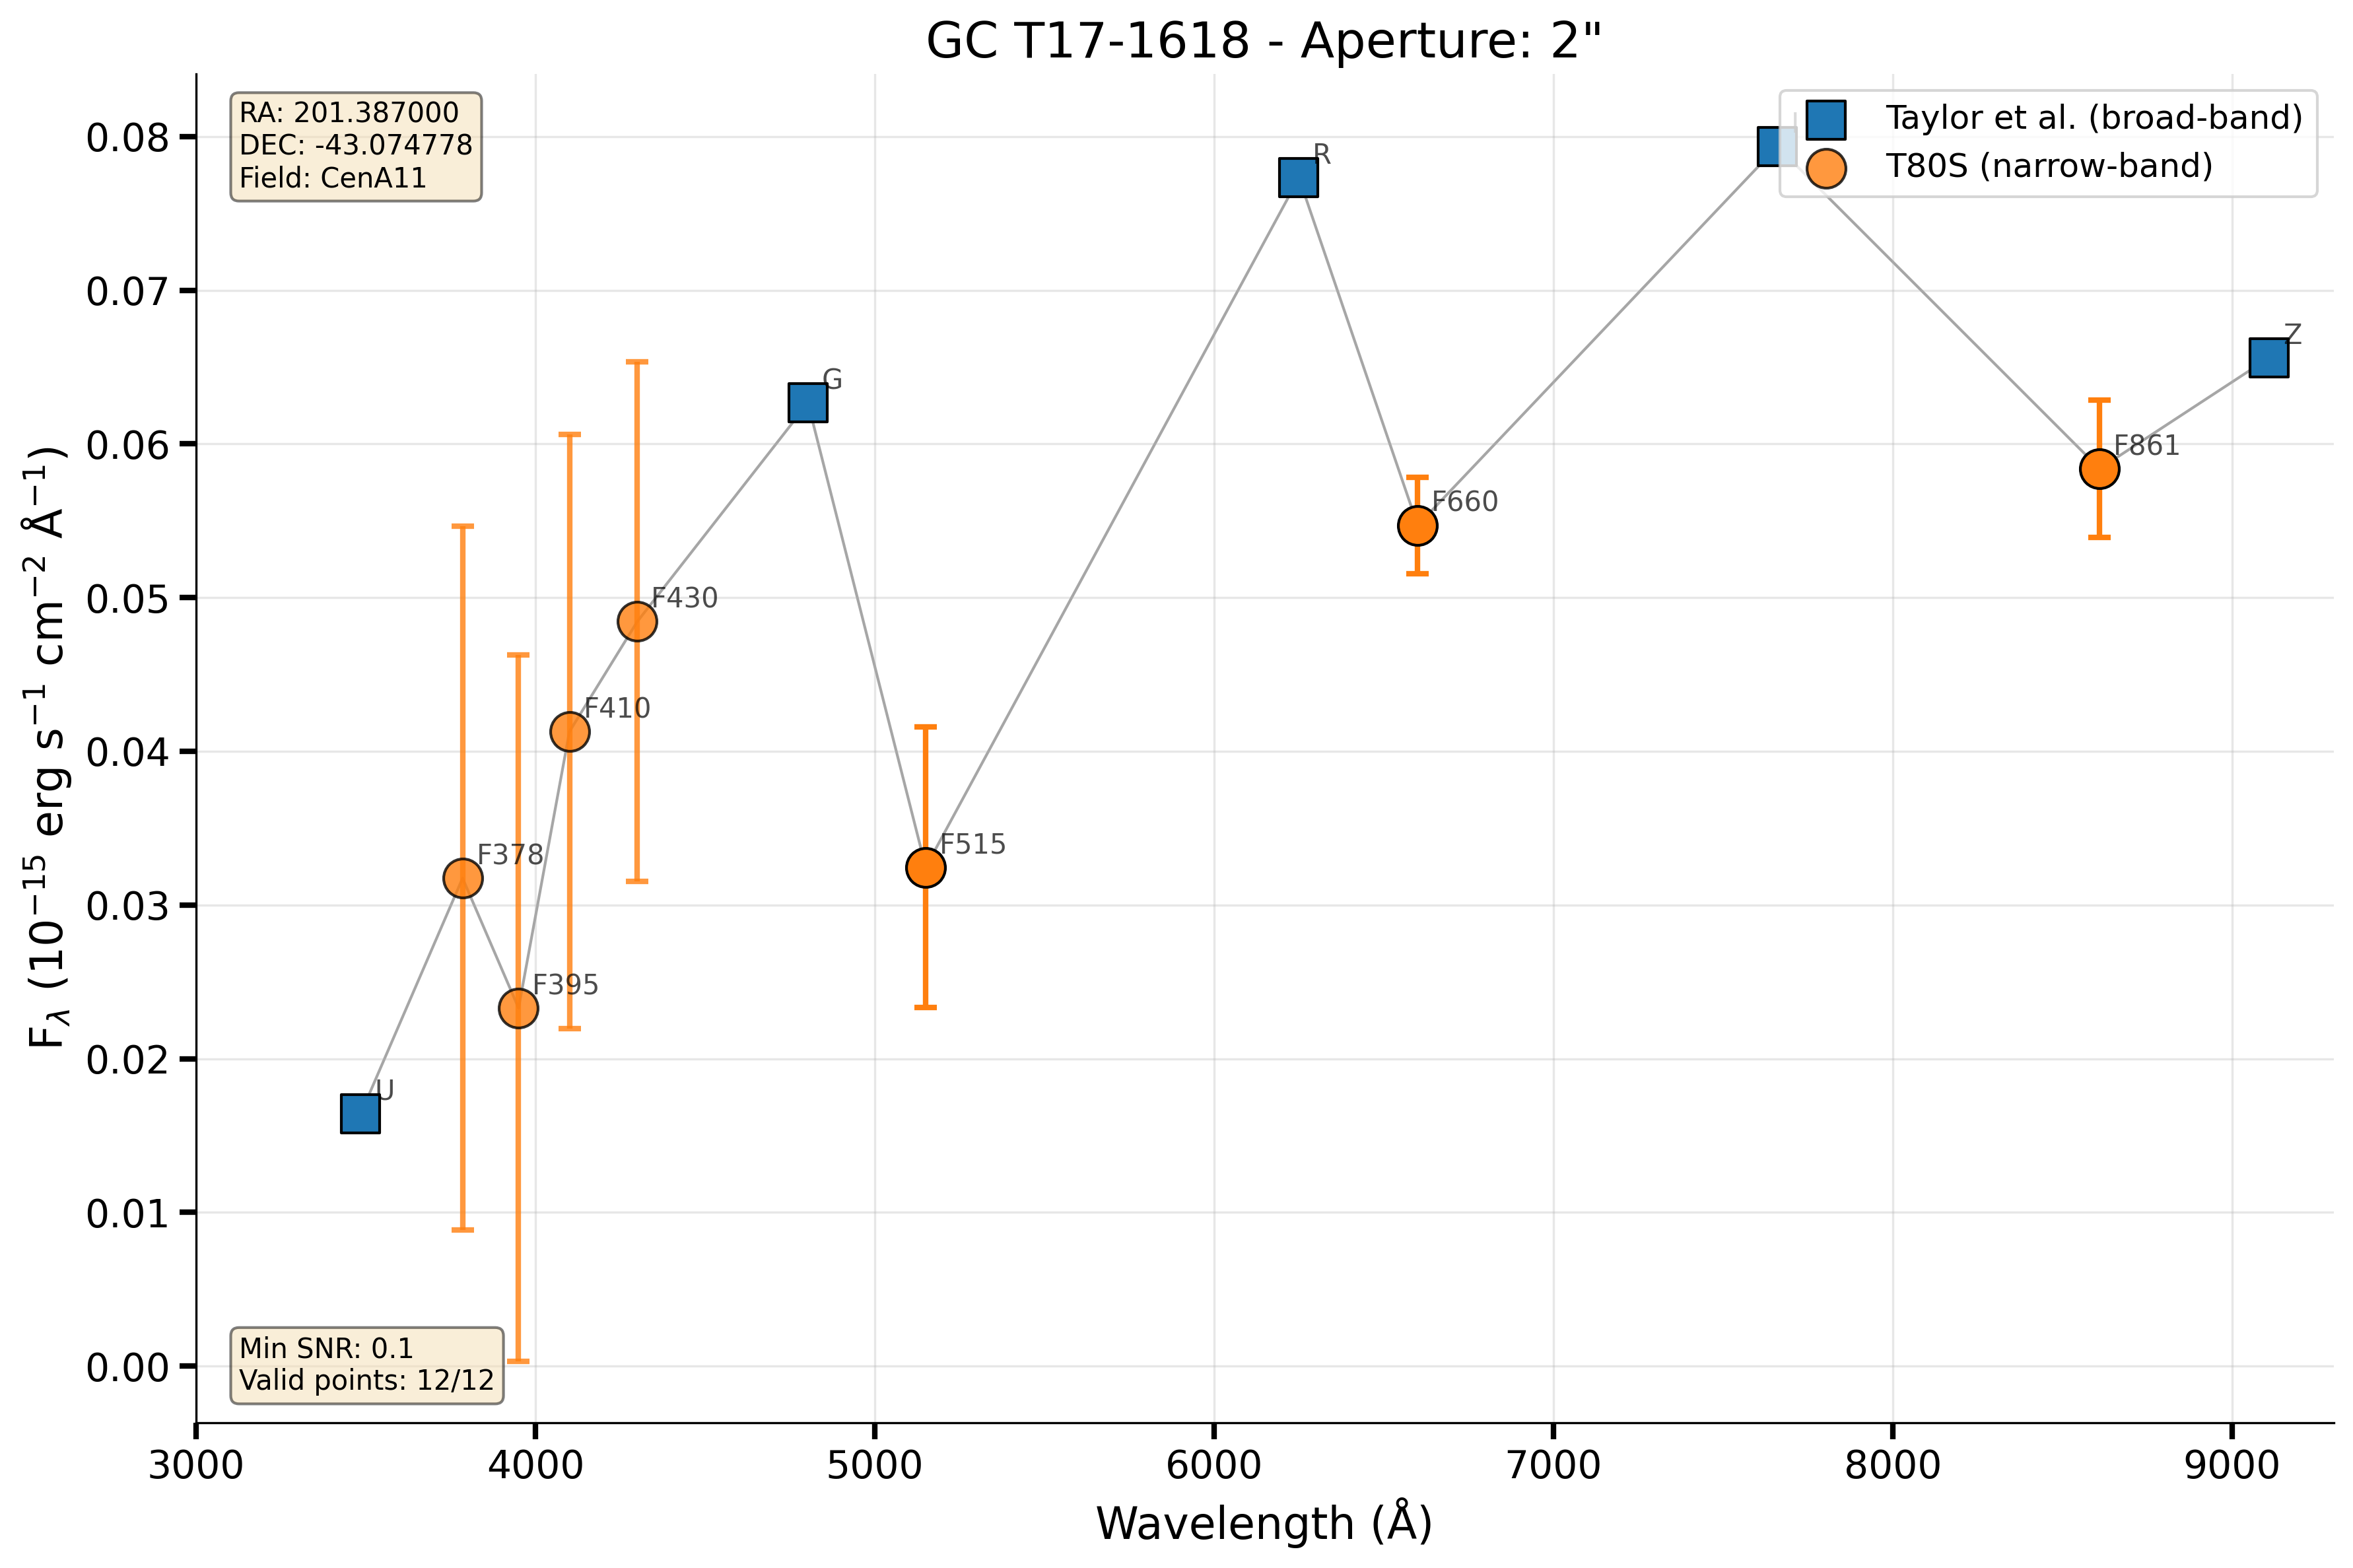 GC T17-1618 - Aperture: 2"
RA: 201.387000
DEC: -43.074778
Field: CenA11
Taylor et al. (broad-band)
T80S (narrow-band)
0.08
0.07
0.06
0.05
0.04
0.03
0.02
0.01
0.00
F_λ (10⁻¹⁵ erg s⁻¹ cm⁻² Å⁻¹)
U
F378
F395
F410
F430
G
F515
R
F660
F861
Z
Min SNR: 0.1
Valid points: 12/12
3000 4000 5000 6000 7000 8000 9000
Wavelength (Å)